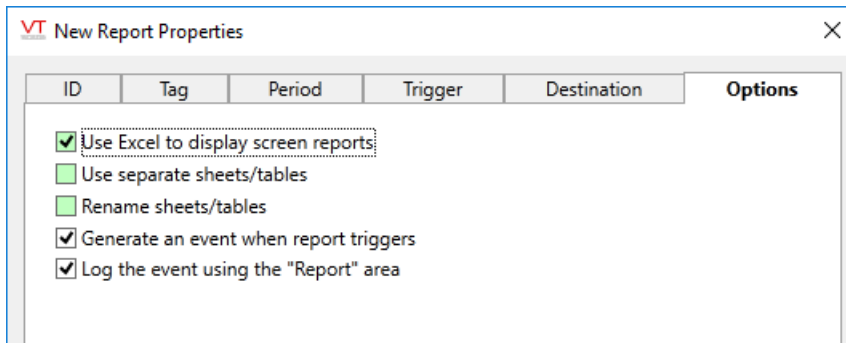 VT New Report Properties
ID Tag Period Trigger Destination Options
Use Excel to display screen reports
Use separate sheets/tables
Rename sheets/tables
Generate an event when report triggers
Log the event using the "Report" area